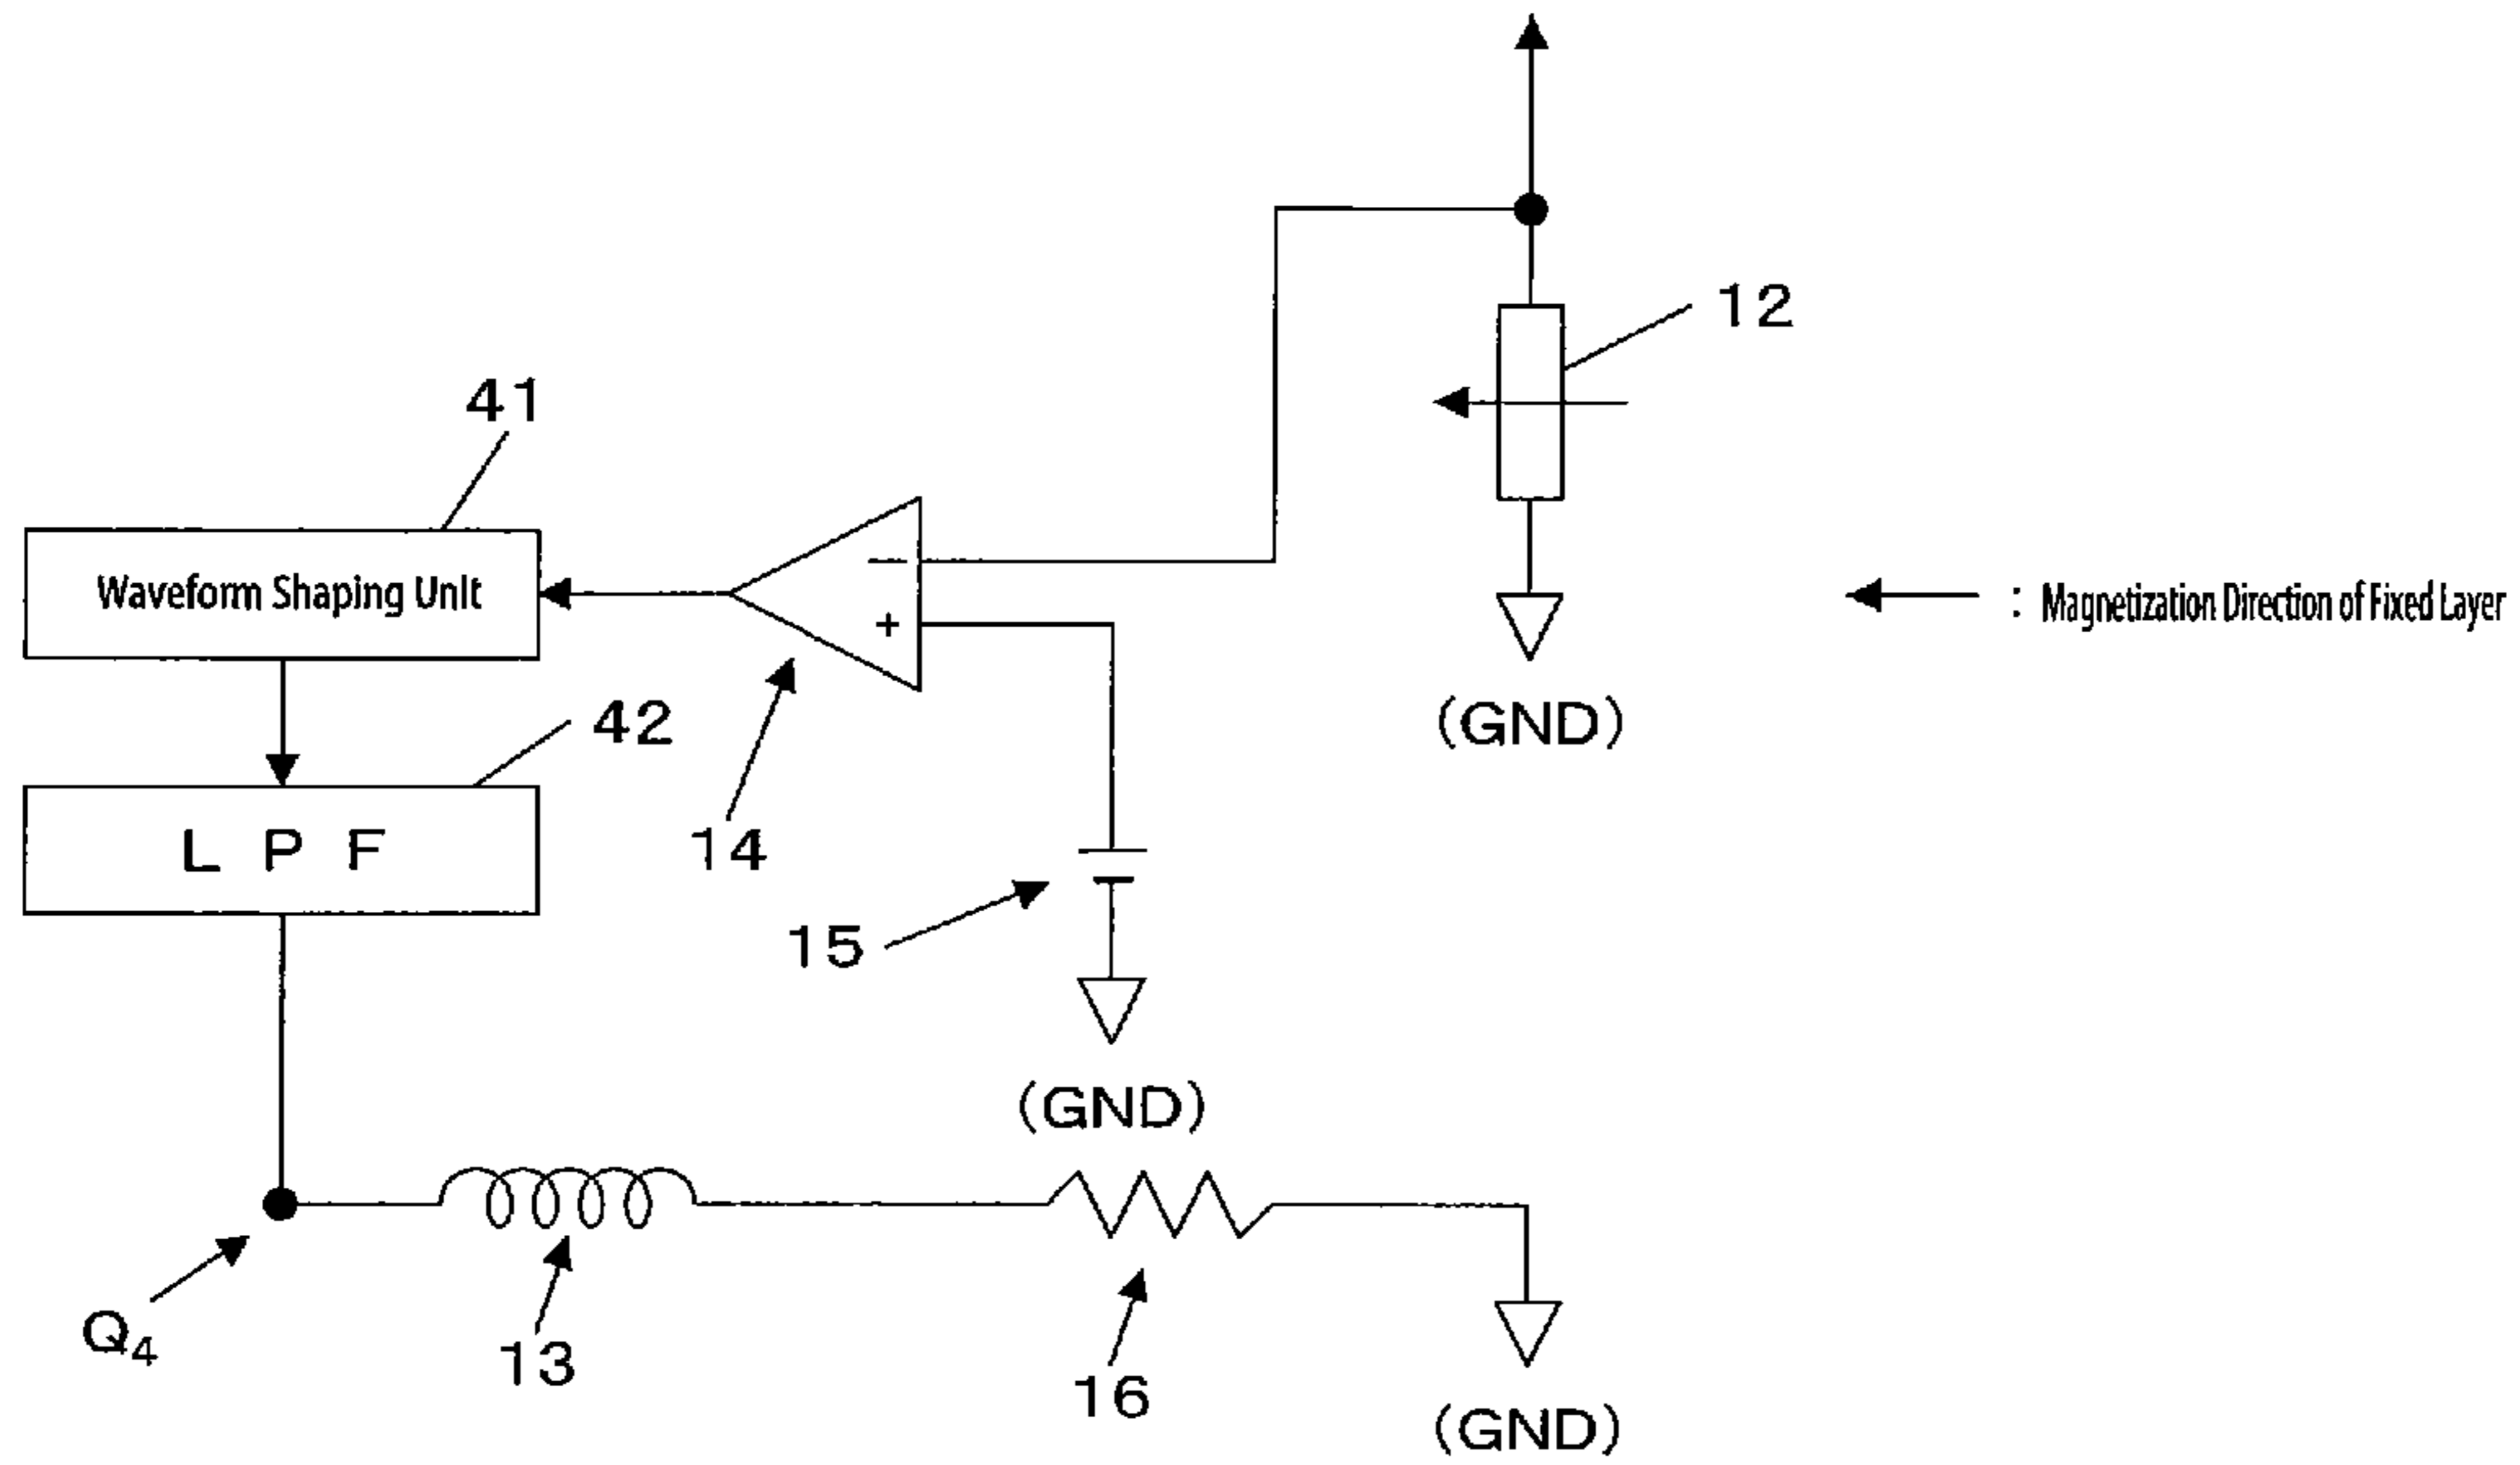 12
41
−
Waveform Shaping UnIt
: Magnetization Direction of Fixed Layer
+
42
(GND)
14
L P F
15
(GND)
Q4
13
16
(GND)